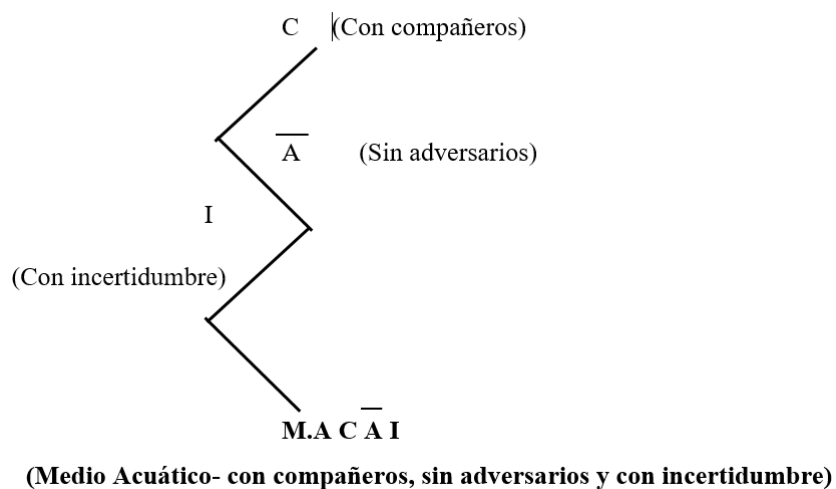 C (Con compañeros)
A̅ (Sin adversarios)
I
(Con incertidumbre)
M.A C A̅ I
(Medio Acuático- con compañeros, sin adversarios y con incertidumbre)